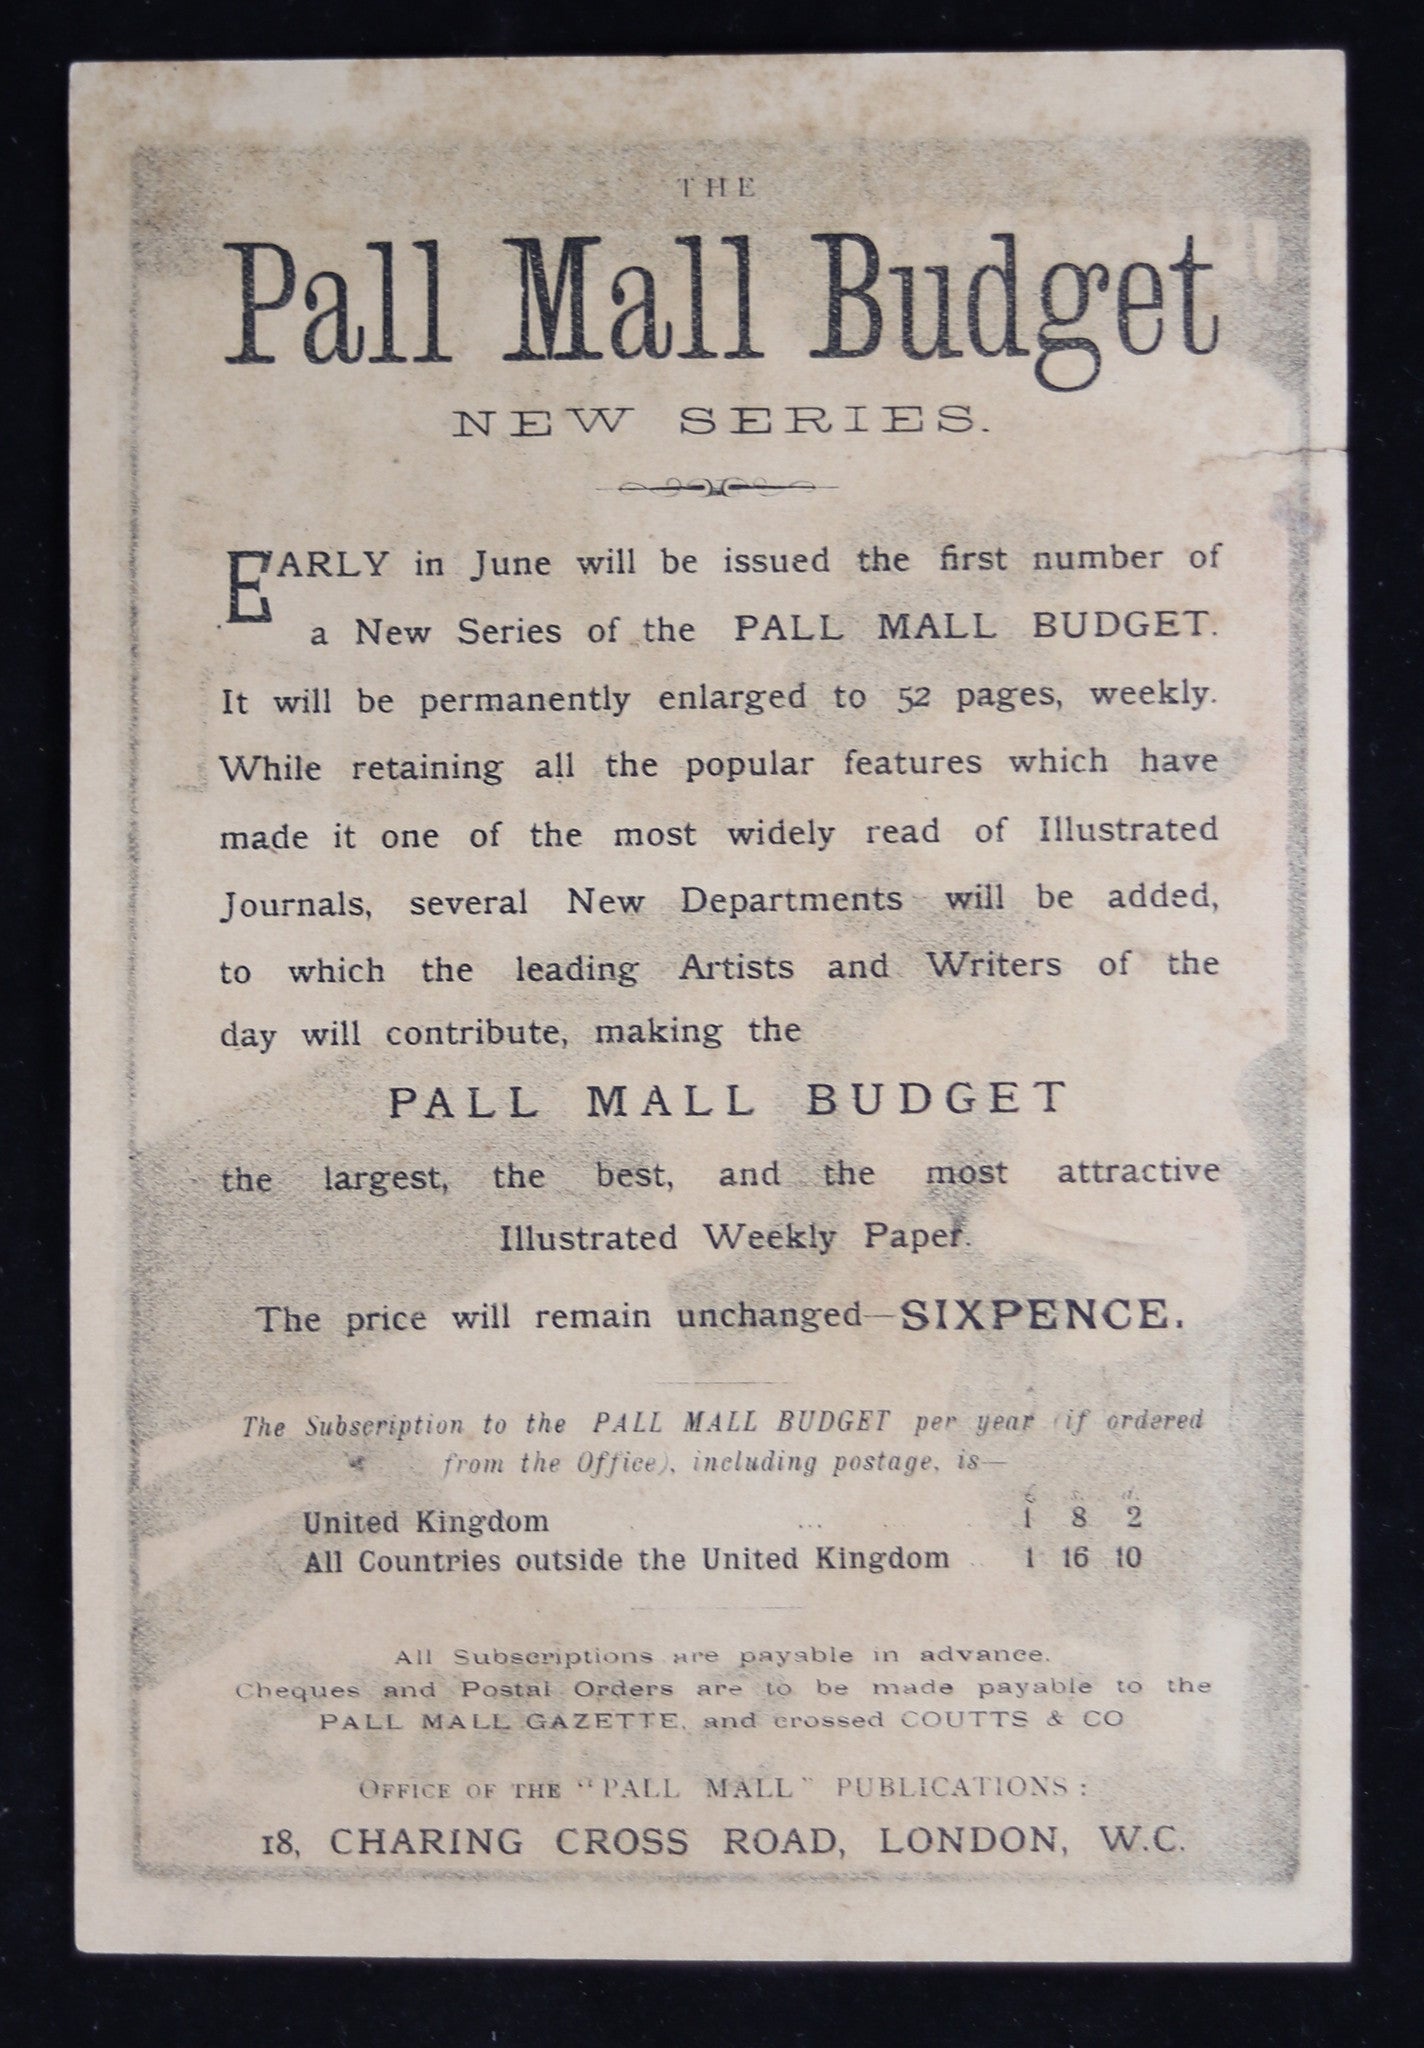 THE
Pall Mall Budget
NEW SERIES.
EARLY in June will be issued the first number of
a New Series of the PALL MALL BUDGET.
It will be permanently enlarged to 52 pages, weekly.
While retaining all the popular features which have
made it one of the most widely read of Illustrated
Journals, several New Departments will be added,
to which the leading Artists and Writers of the
day will contribute, making the
PALL MALL BUDGET
the largest, the best, and the most attractive
Illustrated Weekly Paper.
The price will remain unchanged—SIXPENCE.
The Subscription to the PALL MALL BUDGET per year (if ordered
from the Office), including postage, is—
£ s. d.
United Kingdom ... 1 8 2
All Countries outside the United Kingdom .. 1 16 10
All Subscriptions are payable in advance.
Cheques and Postal Orders are to be made payable to the
PALL MALL GAZETTE, and crossed COUTTS & CO
OFFICE OF THE "PALL MALL" PUBLICATIONS:
18, CHARING CROSS ROAD, LONDON, W.C.